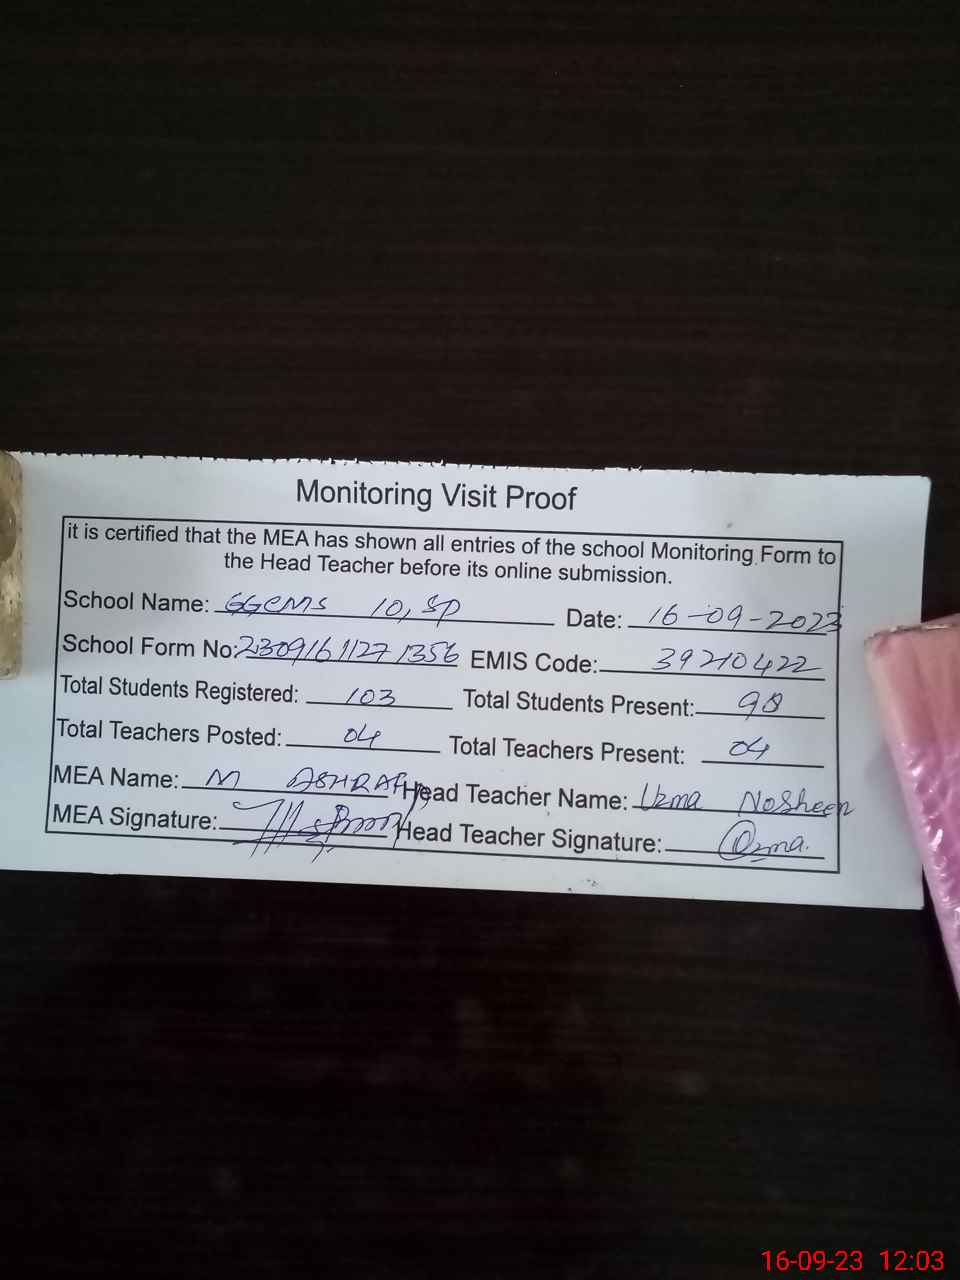 Monitoring Visit Proof
it is certified that the MEA has shown all entries of the school Monitoring Form to
the Head Teacher before its online submission.
School Name: GGCMS 10, SP Date: 16-09-2023
School Form No: 2309161127 1356 EMIS Code: 39210422
Total Students Registered: 103 Total Students Present: 98
Total Teachers Posted: 04 Total Teachers Present: 04
MEA Name: M ASHRAF Head Teacher Name: Uzma NoSheen
MEA Signature: Head Teacher Signature: Uzma.
16-09-23 12:03